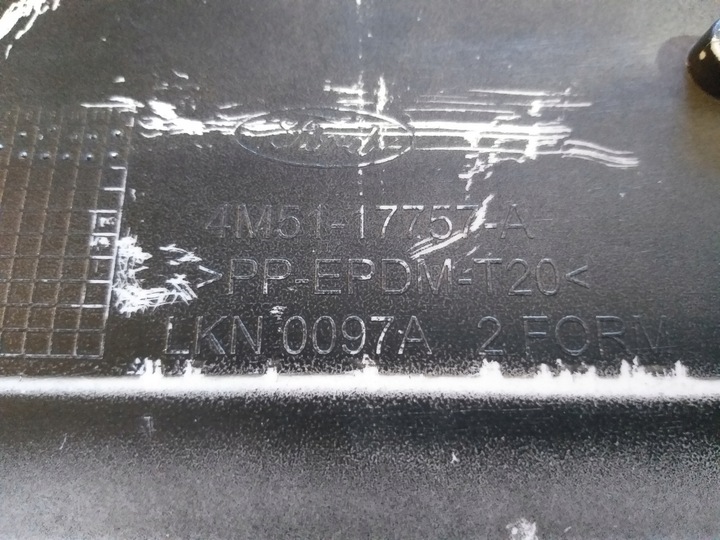 Ford
4M51-17757-A
>PP-EPDM-T20<
LKN 0097A 2 FORM